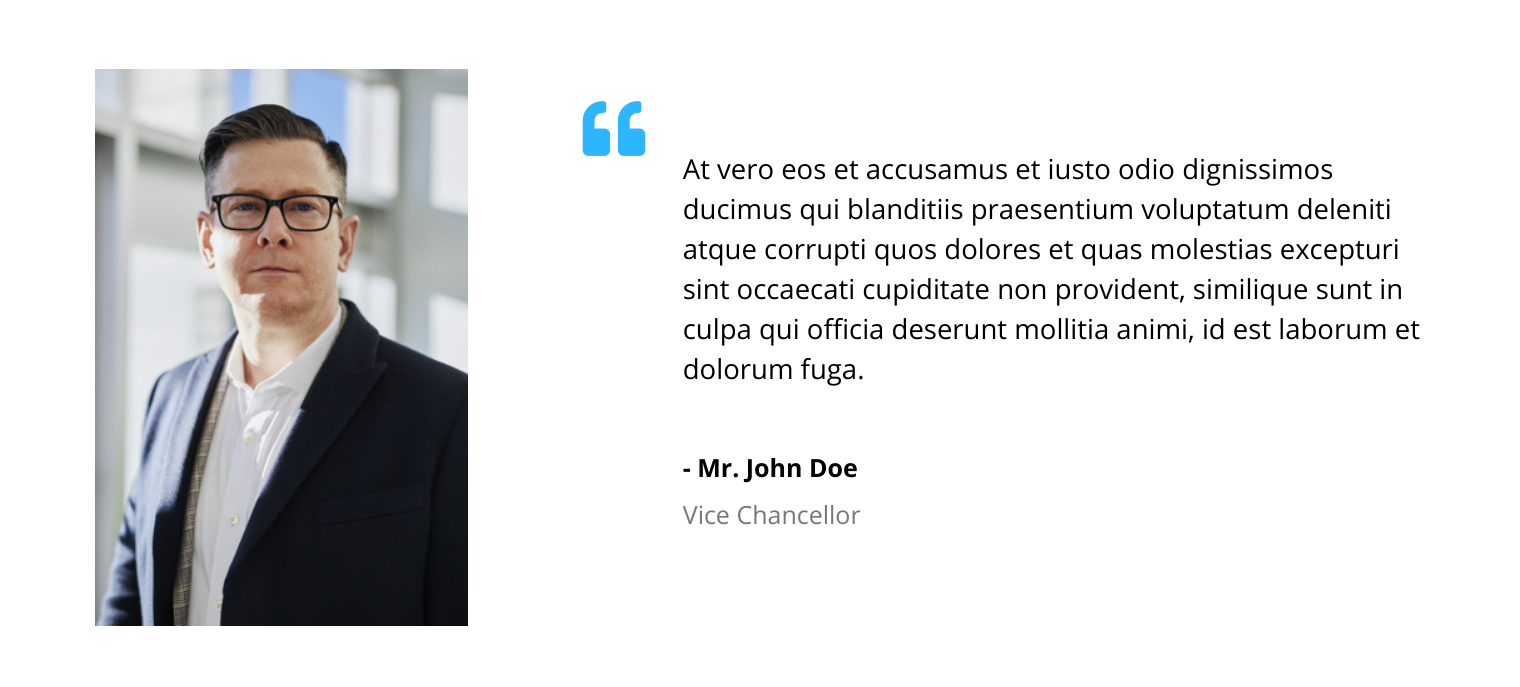 At vero eos et accusamus et iusto odio dignissimos
ducimus qui blanditiis praesentium voluptatum deleniti
atque corrupti quos dolores et quas molestias excepturi
sint occaecati cupiditate non provident, similique sunt in
culpa qui officia deserunt mollitia animi, id est laborum et
dolorum fuga.
- Mr. John Doe
Vice Chancellor